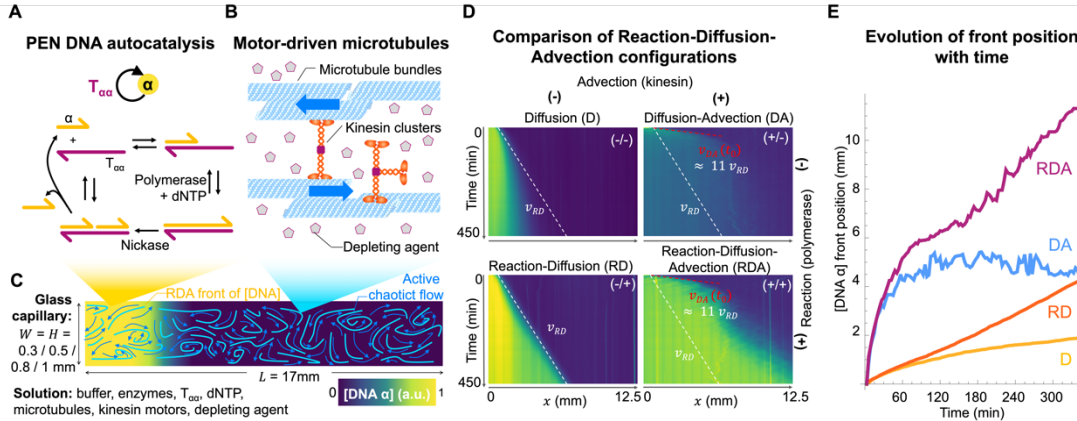 A
PEN DNA autocatalysis
Tαα
α
α
+
Tαα
Polymerase
+ dNTP
Nickase
B
Motor-driven microtubules
Microtubule bundles
Kinesin clusters
Depleting agent
C
Glass
capillary:
W = H =
0.3 / 0.5 /
0.8 / 1 mm
RDA front of [DNA]
Active
chaotict flow
L = 17mm
Solution: buffer, enzymes, Tαα, dNTP,
microtubules, kinesin motors, depleting agent
0 [DNA α] (a.u.) 1
D
Comparison of Reaction-Diffusion-
Advection configurations
Advection (kinesin)
(-) (+)
Diffusion (D) Diffusion-Advection (DA)
(-/-)
(+/-)
0
Time (min)
450
vRD
vDA(t0)
≈ 11 vRD
vRD
(-)
Reaction (polymerase)
(+)
Reaction-Diffusion (RD)
Reaction-Diffusion-
Advection (RDA)
(-/+)
(+/+)
0
Time (min)
450
vRD
≈ 11 vRD
vRD
0 x (mm) 12.5
0 x (mm) 12.5
E
Evolution of front position
with time
[DNA α] front position (mm)
10
8
6
4
2
RDA
DA
RD
D
60 120 180 240 300
Time (min)